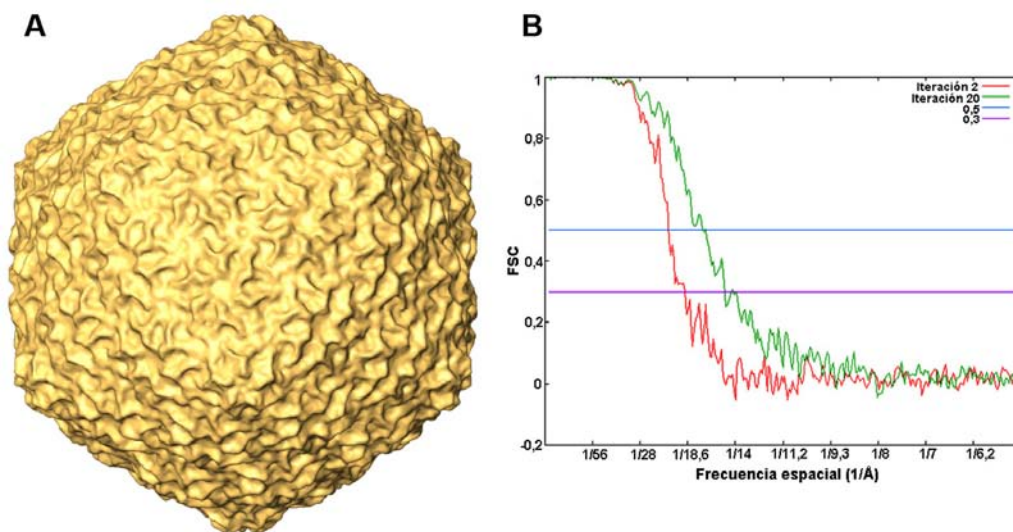 A
B
1
0,8
0,6
FSC
0,4
0,2
0
-0,2
Iteración 2
Iteración 20
0,5
0,3
1/56 1/28 1/18,6 1/14 1/11,2 1/9,3 1/8 1/7 1/6,2
Frecuencia espacial (1/Å)